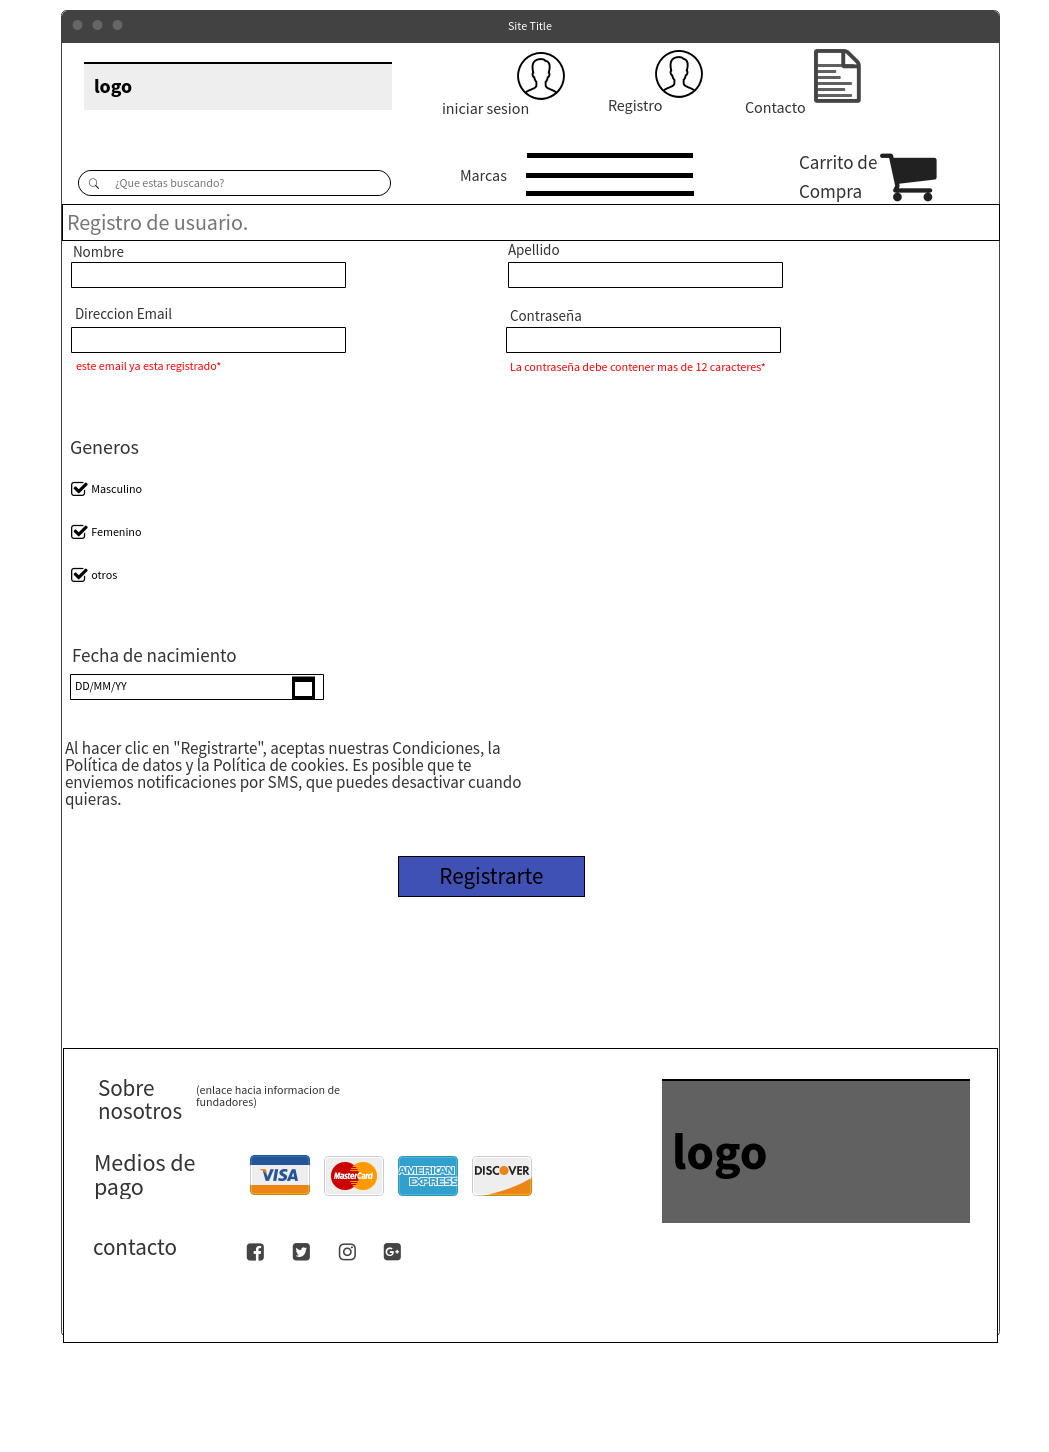 Site Title
logo
iniciar sesion
Registro
Contacto
¿Que estas buscando?
Marcas
Carrito de
Compra
Registro de usuario.
Nombre
Apellido
Direccion Email
Contraseña
este email ya esta registrado*
La contraseña debe contener mas de 12 caracteres*
Generos
Masculino
Femenino
otros
Fecha de nacimiento
DD/MM/YY
Al hacer clic en "Registrarte", aceptas nuestras Condiciones, la
Política de datos y la Política de cookies. Es posible que te
enviemos notificaciones por SMS, que puedes desactivar cuando
quieras.
Registrarte
Sobre
nosotros
(enlace hacia informacion de
fundadores)
logo
Medios de
pago
VISA
MasterCard
AMERICAN
EXPRESS
DISCOVER
contacto